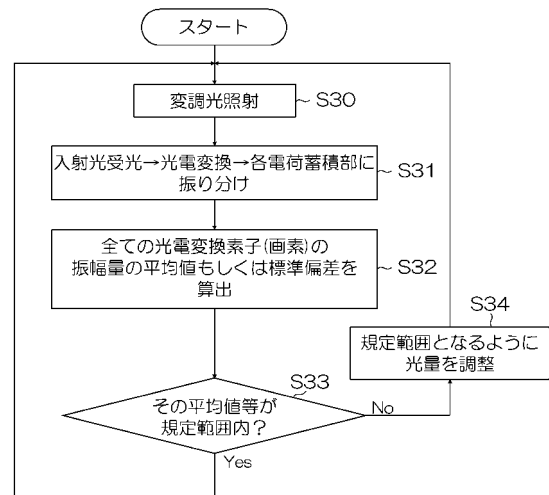 スタート
変調光照射
S30
入射光受光→光電変換→各電荷蓄積部に
振り分け
S31
全ての光電変換素子(画素)の
振幅量の平均値もしくは標準偏差を
算出
S32
S33
その平均値等が
規定範囲内?
No
Yes
S34
規定範囲となるように
光量を調整